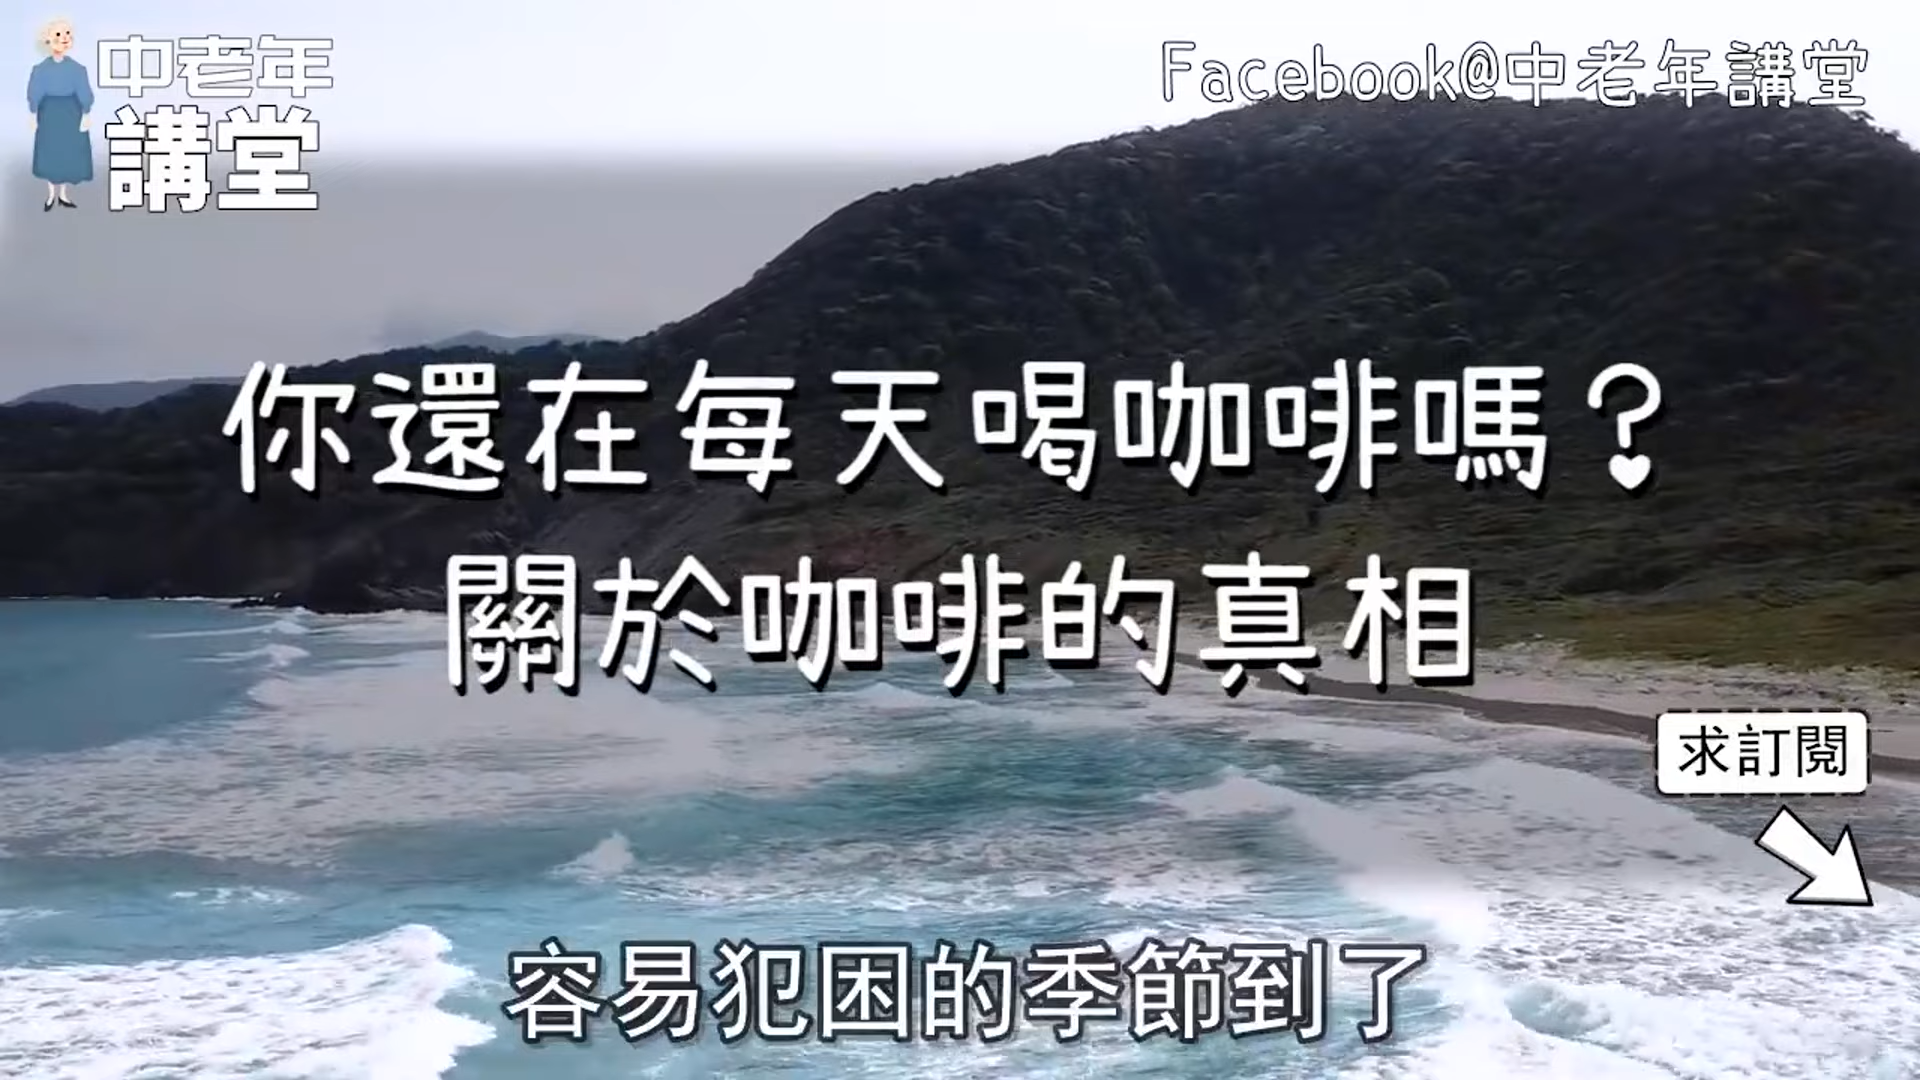 中老年
講堂
Facebook@中老年講堂
你還在每天喝咖啡嗎？
關於咖啡的真相
求訂閱
容易犯困的季節到了